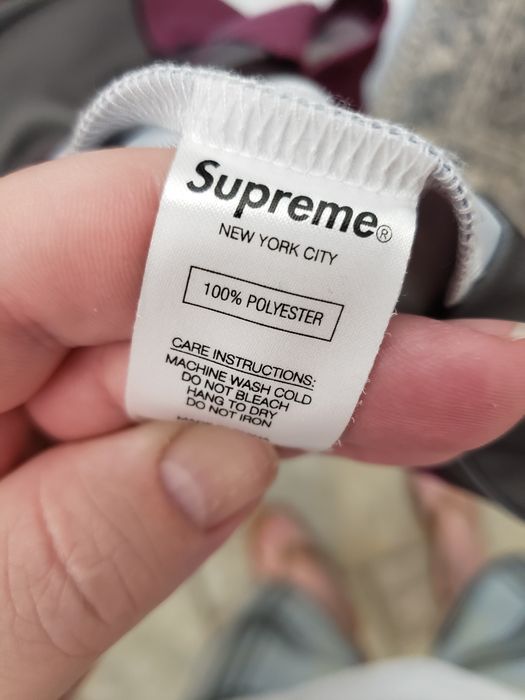 Supreme®
NEW YORK CITY
100% POLYESTER
CARE INSTRUCTIONS:
MACHINE WASH COLD
DO NOT BLEACH
HANG TO DRY
DO NOT IRON